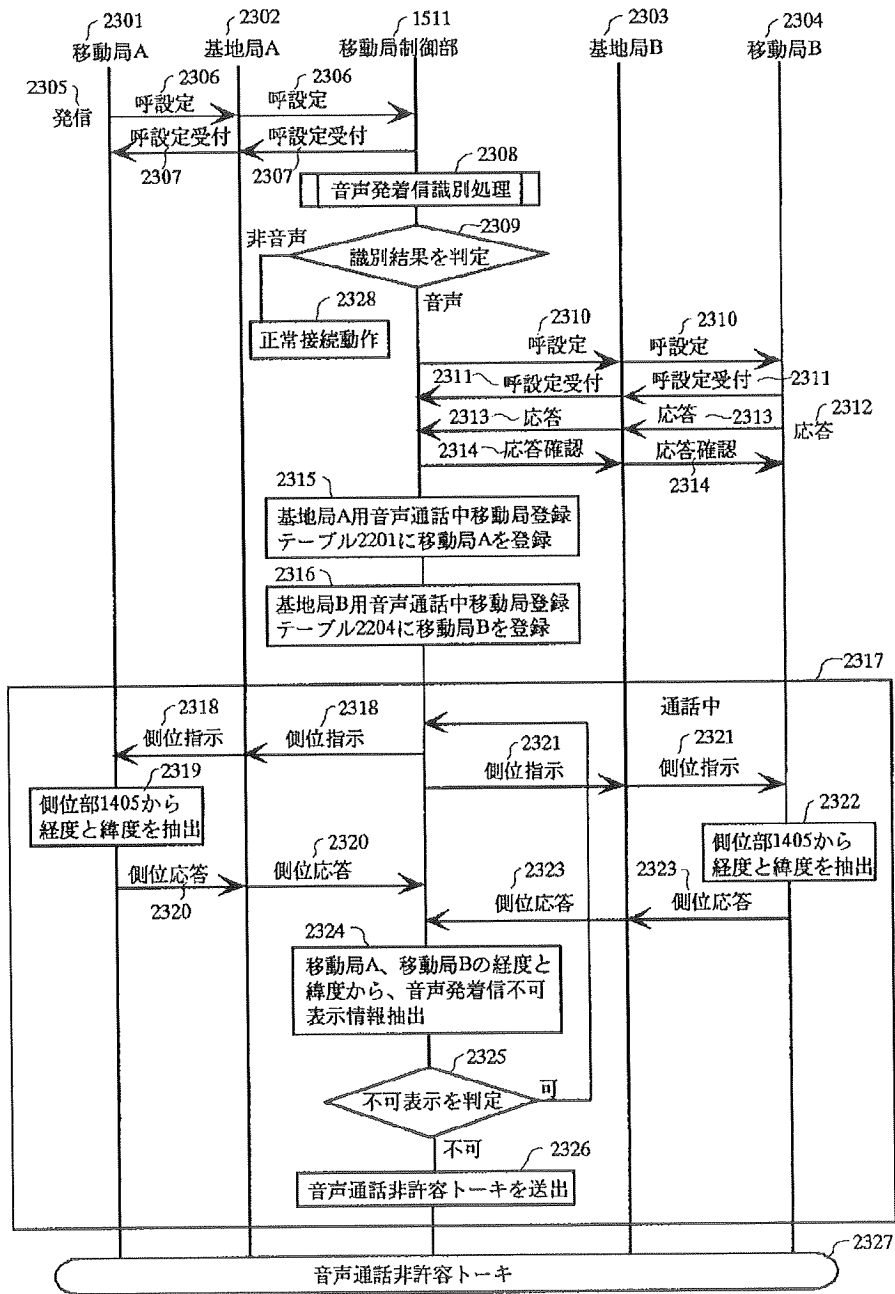 2301 2302 1511 2303 2304
移動局A 基地局A 移動局制御部 基地局B 移動局B
2305 2306 2306
発信 呼設定 呼設定
呼設定受付 呼設定受付
2307 2307
2308
音声発着信識別処理
2309
非音声
識別結果を判定
2328 音声
正常接続動作
2310 2310
呼設定 呼設定
2311 呼設定受付 呼設定受付 2311
2313 応答 応答 2313 2312
応答
2314 応答確認 応答確認
2314
2315
基地局A用音声通話中移動局登録
テーブル2201に移動局Aを登録
2316
基地局B用音声通話中移動局登録
テーブル2204に移動局Bを登録
2317
通話中
2318 2318
側位指示 側位指示
2321 2321
側位指示 側位指示
2319
側位部1405から
経度と緯度を抽出
2322
側位部1405から
経度と緯度を抽出
2320
側位応答 側位応答
2320
2323 2323
側位応答 側位応答
2324
移動局A、移動局Bの経度と
緯度から、音声発着信不可
表示情報抽出
2325
不可表示を判定 可
不可
2326
音声通話非許容トーキを送出
2327
音声通話非許容トーキ